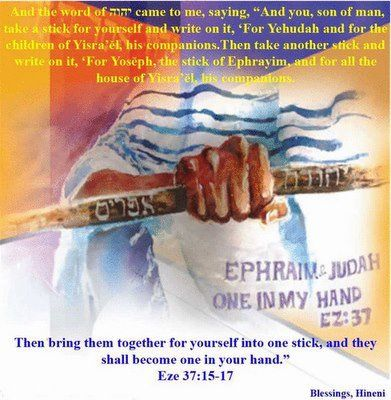 And the word of יהוה came to me, saying, “And you, son of man,
take a stick for yourself and write on it, ‘For Yehudah and for the
children of Yisra’ĕl, his companions.Then take another stick and
write on it, ‘For Yosĕph, the stick of Ephrayim, and for all the
house of Yisra’ĕl, his companions.
אפרים
יהודה
EPHRAIM & JUDAH
ONE IN MY HAND
EZ:37
Then bring them together for yourself into one stick, and they
shall become one in your hand.”
Eze 37:15-17
Blessings, Hineni